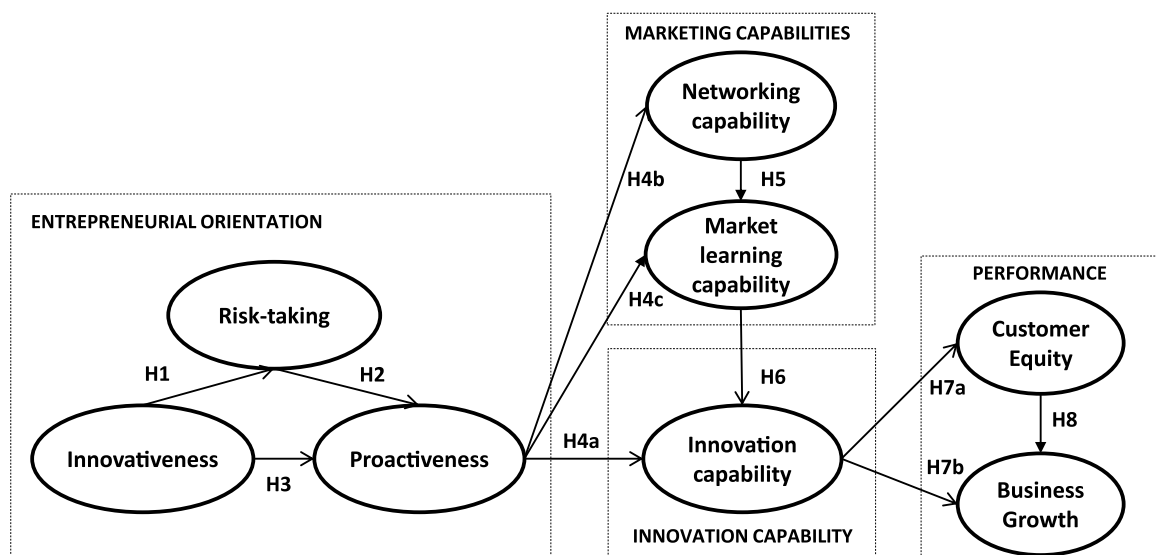 MARKETING CAPABILITIES
Networking
capability
H4b
H5
ENTREPRENEURIAL ORIENTATION
Market
learning
capability
H4c
PERFORMANCE
Risk-taking
Customer
Equity
H1
H2
H6
H7a
H8
Innovativeness
H3
Proactiveness
H4a
Innovation
capability
H7b
Business
Growth
INNOVATION CAPABILITY